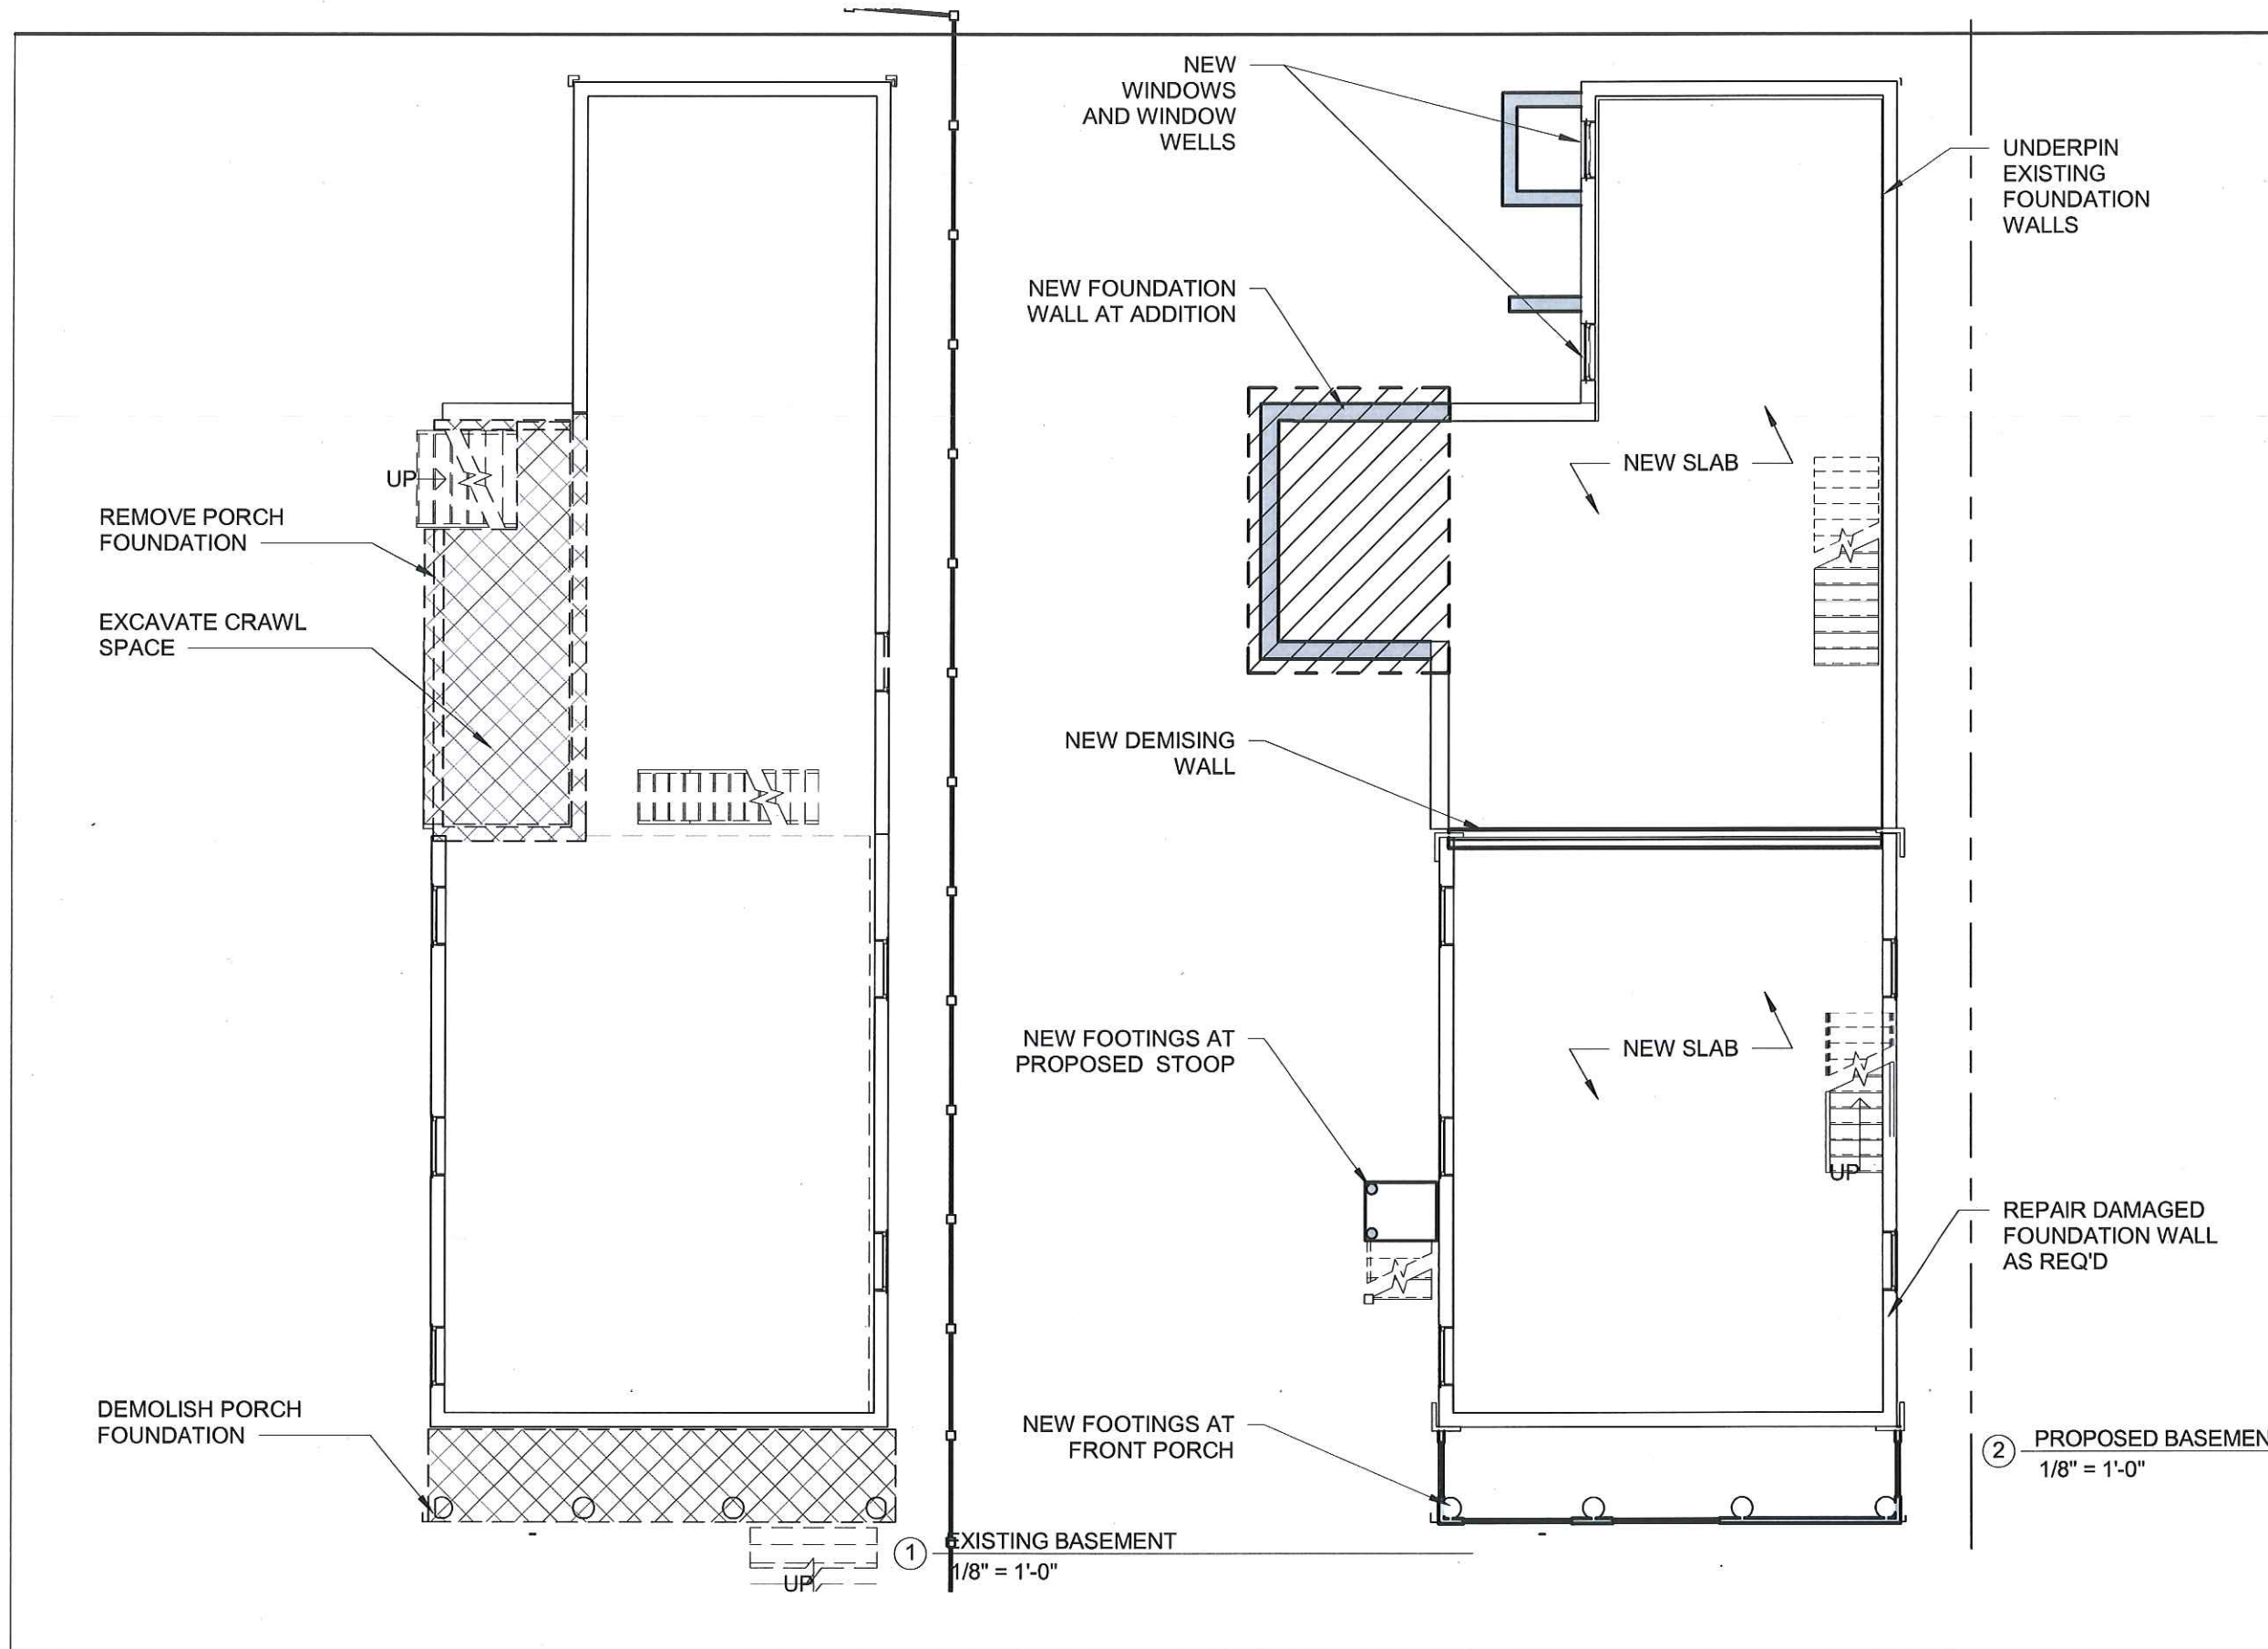 UP
REMOVE PORCH
FOUNDATION
EXCAVATE CRAWL
SPACE
DEMOLISH PORCH
FOUNDATION
UP
1
EXISTING BASEMENT
1/8" = 1'-0"
NEW
WINDOWS
AND WINDOW
WELLS
NEW FOUNDATION
WALL AT ADDITION
NEW DEMISING
WALL
NEW FOOTINGS AT
PROPOSED STOOP
NEW FOOTINGS AT
FRONT PORCH
NEW SLAB
NEW SLAB
UP
UNDERPIN
EXISTING
FOUNDATION
WALLS
REPAIR DAMAGED
FOUNDATION WALL
AS REQ'D
2
PROPOSED BASEMEN
1/8" = 1'-0"